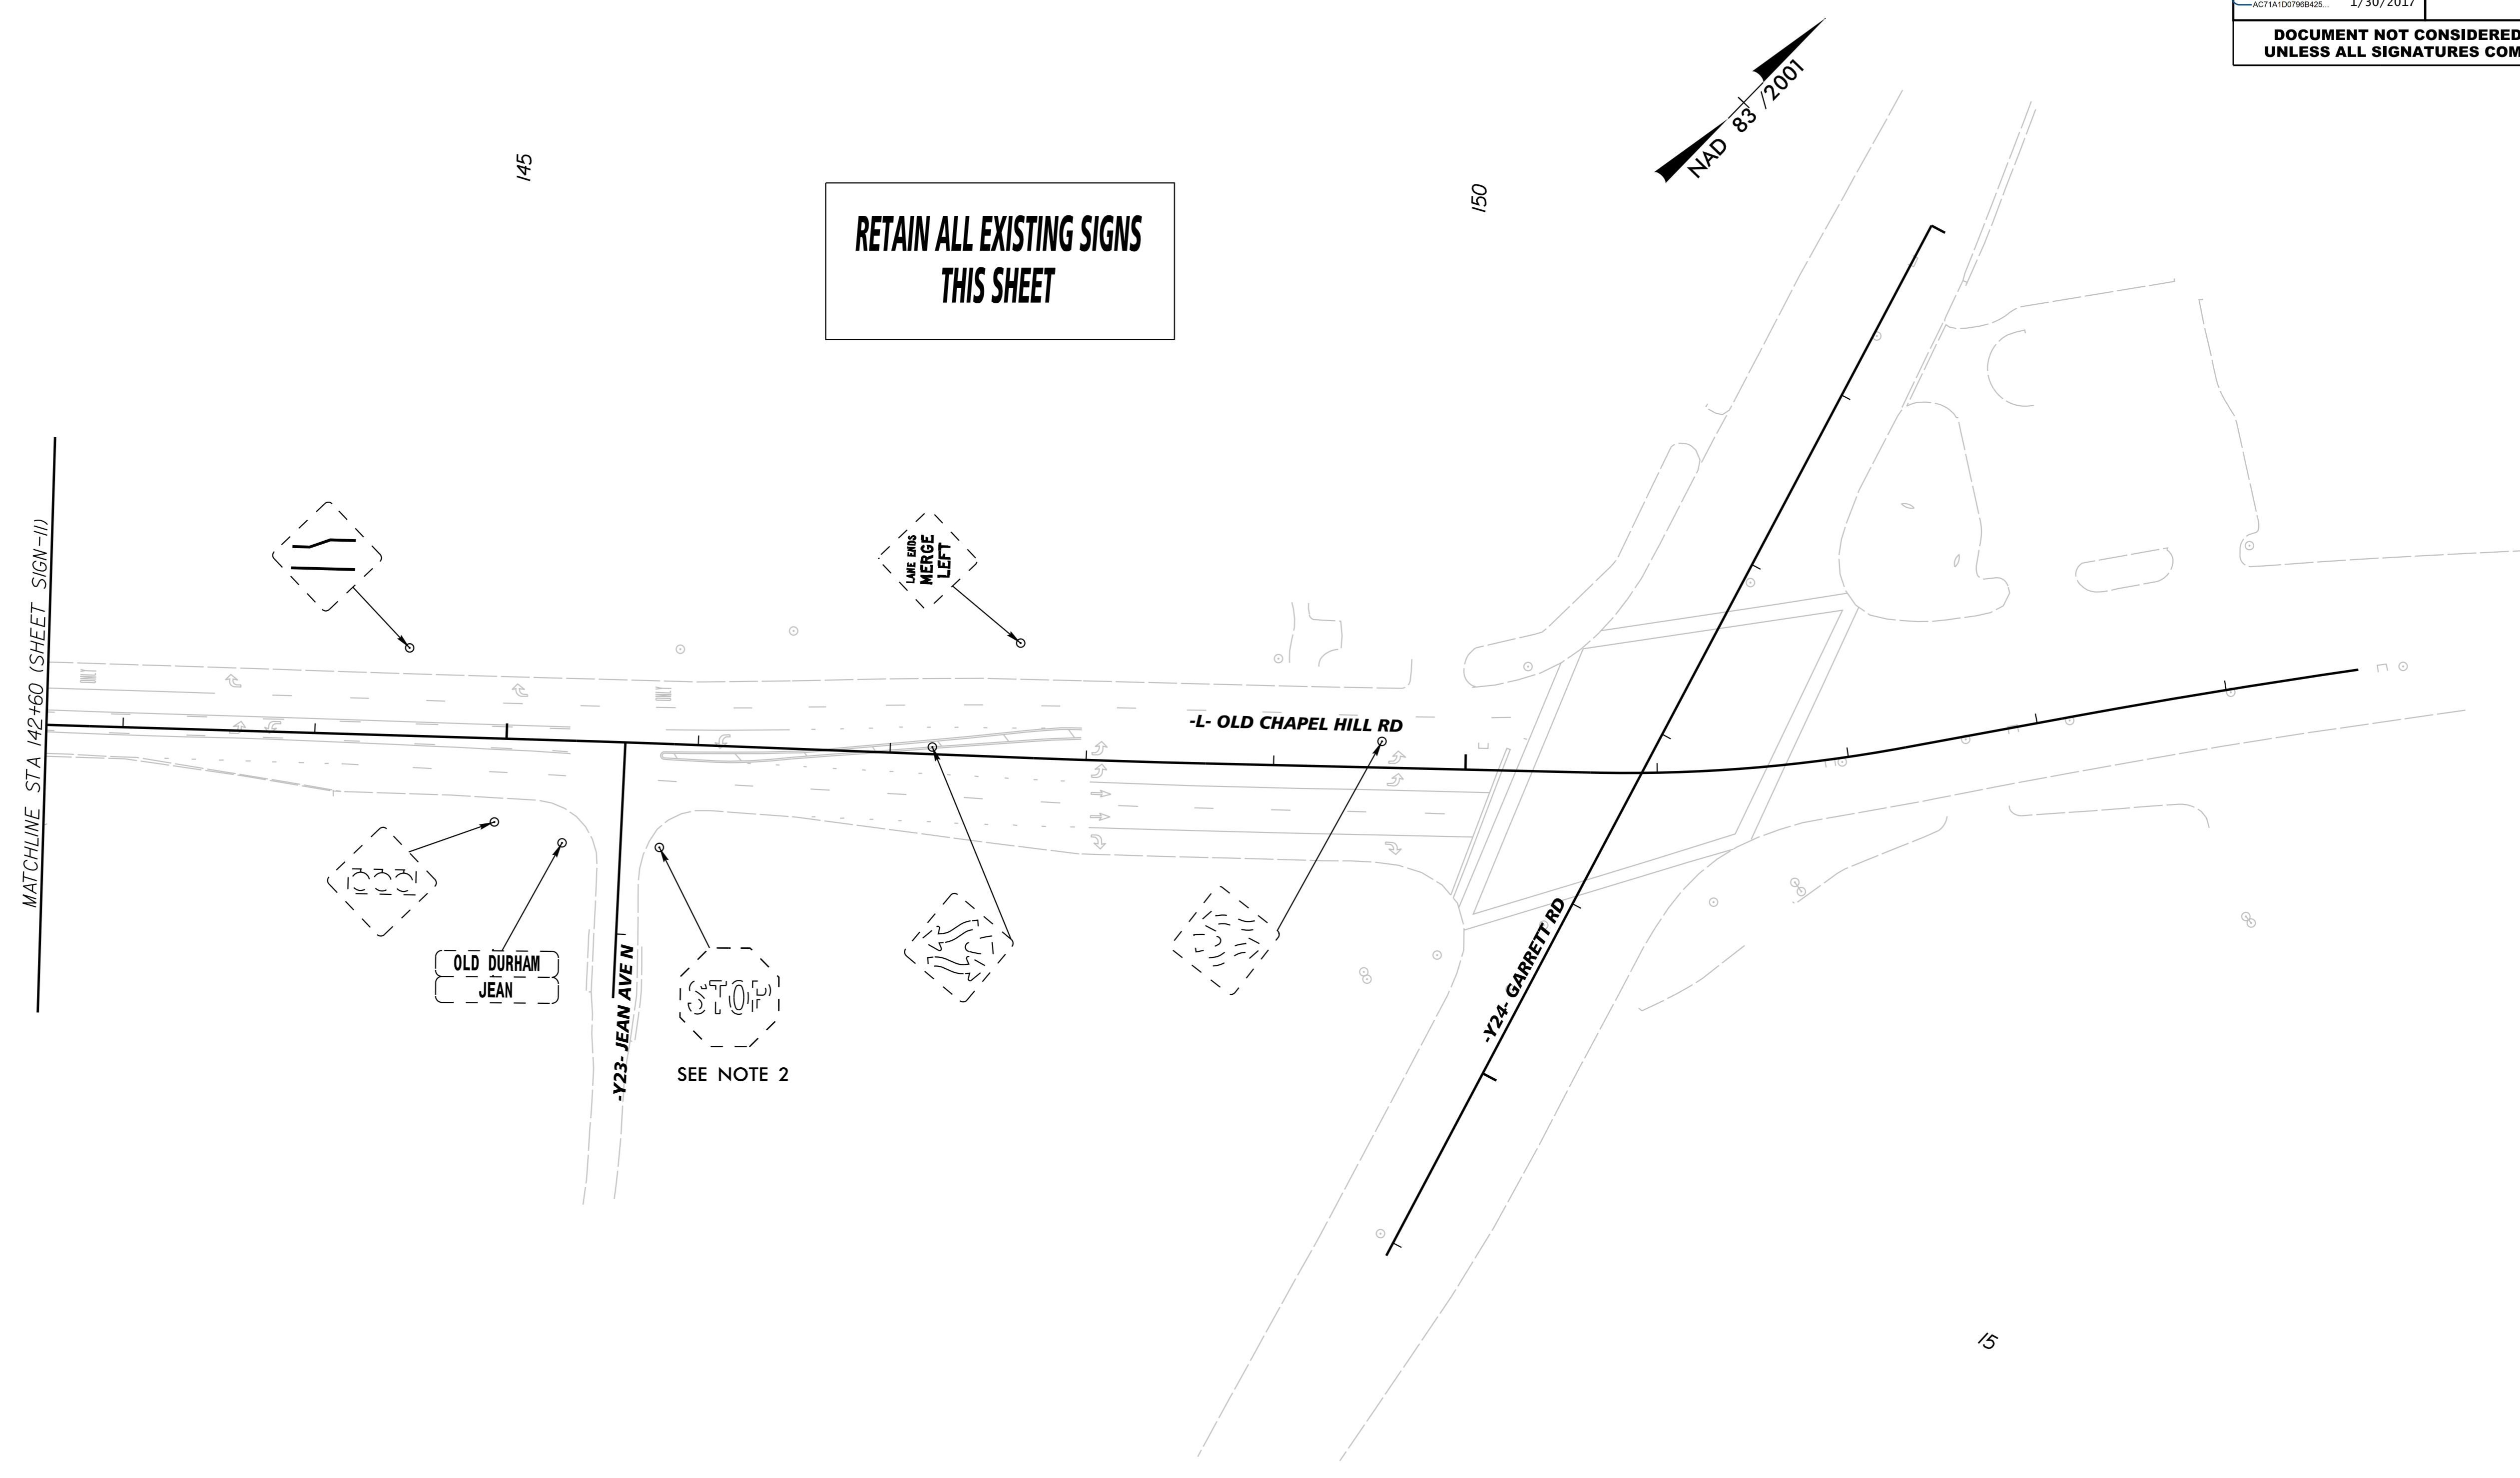 AC71A1D0796B425...
1/30/2017
DOCUMENT NOT CONSIDERED
UNLESS ALL SIGNATURES COM
NAD 83 /2001
145
150
RETAIN ALL EXISTING SIGNS
THIS SHEET
MATCHLINE STA 142+60 (SHEET SIGN-11)
LANE ENDS
MERGE
LEFT
-L- OLD CHAPEL HILL RD
OLD DURHAM
JEAN
-Y23- JEAN AVE N
STOP
SEE NOTE 2
-Y24- GARRETT RD
15